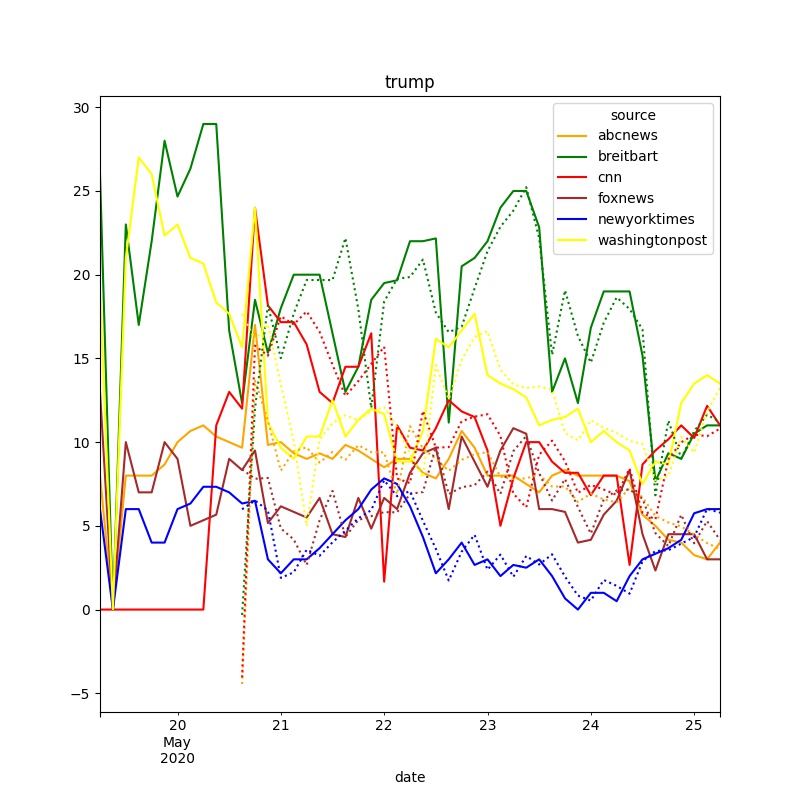 trump
30
25
20
15
10
5
0
−5
source
abcnews
breitbart
cnn
foxnews
newyorktimes
washingtonpost
20 21 22 23 24 25
May
2020
date